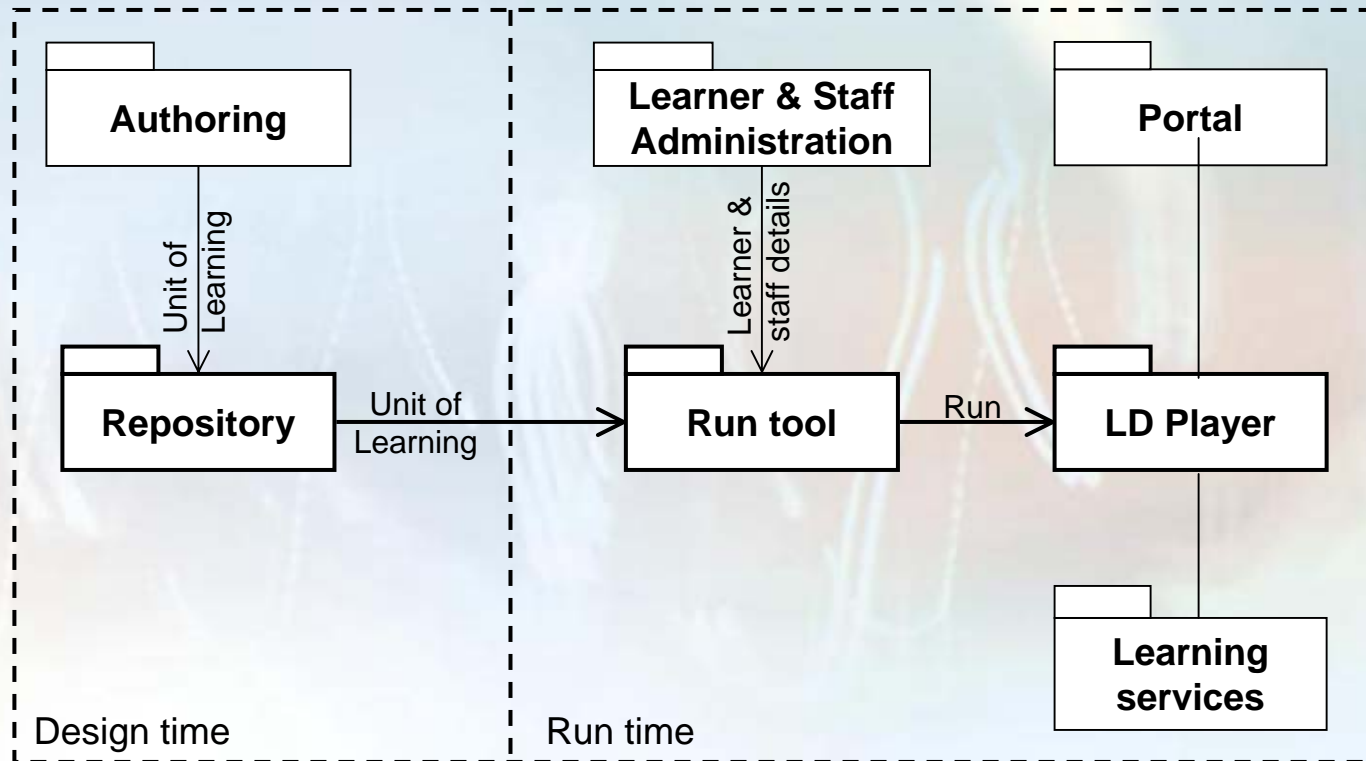 Authoring
Learner & Staff
Administration
Portal
Unit of
Learning
Learner &
staff details
Repository
Unit of
Learning
Run tool
Run
LD Player
Learning
services
Design time
Run time